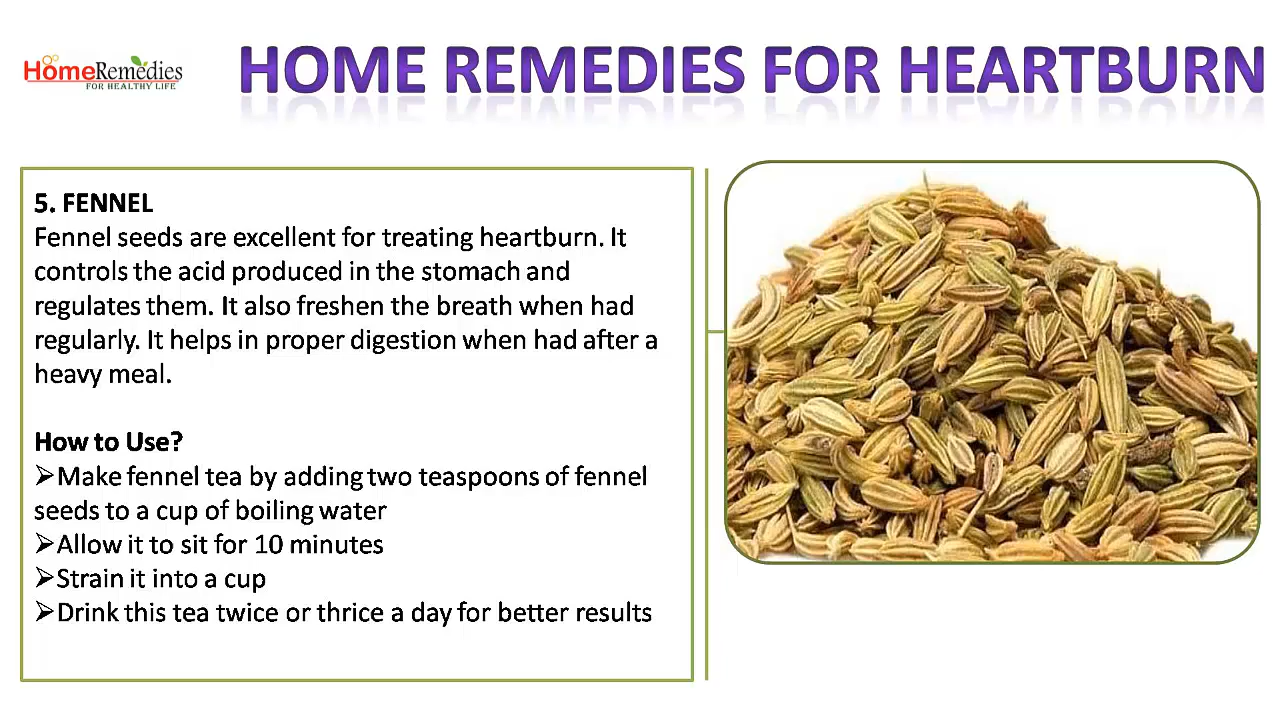 HomeRemedies
FOR HEALTHY LIFE
HOME REMEDIES FOR HEARTBURN
5. FENNEL
Fennel seeds are excellent for treating heartburn. It
controls the acid produced in the stomach and
regulates them. It also freshen the breath when had
regularly. It helps in proper digestion when had after a
heavy meal.
How to Use?
➢Make fennel tea by adding two teaspoons of fennel
seeds to a cup of boiling water
➢Allow it to sit for 10 minutes
➢Strain it into a cup
➢Drink this tea twice or thrice a day for better results